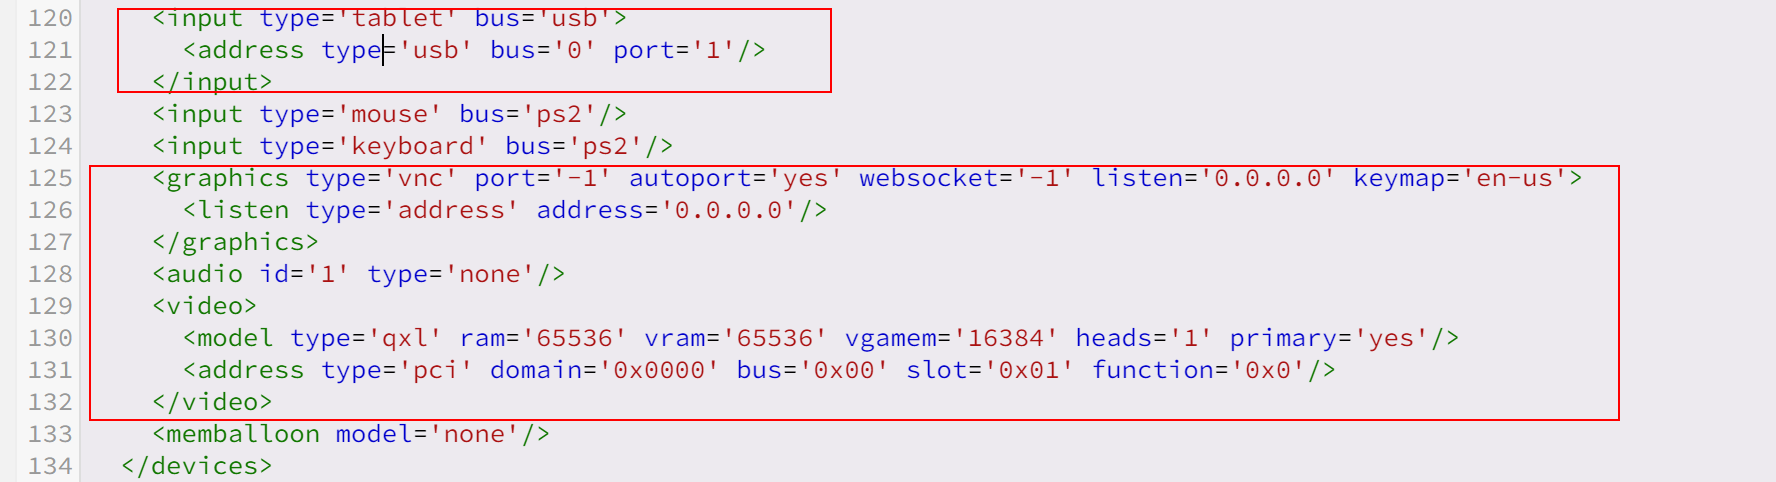 120 <input type='tablet' bus='usb'>
121 <address type='usb' bus='0' port='1'/>
122 </input>
123 <input type='mouse' bus='ps2'/>
124 <input type='keyboard' bus='ps2'/>
125 <graphics type='vnc' port='-1' autoport='yes' websocket='-1' listen='0.0.0.0' keymap='en-us'>
126 <listen type='address' address='0.0.0.0'/>
127 </graphics>
128 <audio id='1' type='none'/>
129 <video>
130 <model type='qxl' ram='65536' vram='65536' vgamem='16384' heads='1' primary='yes'/>
131 <address type='pci' domain='0x0000' bus='0x00' slot='0x01' function='0x0'/>
132 </video>
133 <memballoon model='none'/>
134 </devices>